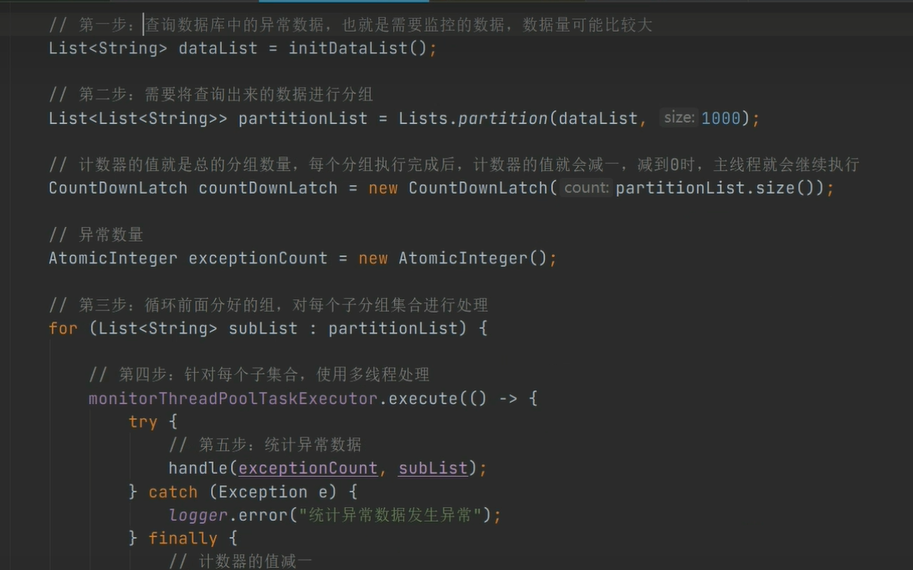 // 第一步：查询数据库中的异常数据，也就是需要监控的数据，数据量可能比较大
List<String> dataList = initDataList();
// 第二步：需要将查询出来的数据进行分组
List<List<String>> partitionList = Lists.partition(dataList, size: 1000);
// 计数器的值就是总的分组数量，每个分组执行完成后，计数器的值就会减一，减到0时，主线程就会继续执行
CountDownLatch countDownLatch = new CountDownLatch( count: partitionList.size());
// 异常数量
AtomicInteger exceptionCount = new AtomicInteger();
// 第三步：循环前面分好的组，对每个子分组集合进行处理
for (List<String> subList : partitionList) {
// 第四步：针对每个子集合，使用多线程处理
monitorThreadPoolTaskExecutor.execute(() -> {
try {
// 第五步：统计异常数据
handle(exceptionCount, subList);
} catch (Exception e) {
logger.error("统计异常数据发生异常");
} finally {
// 计数器的值减一